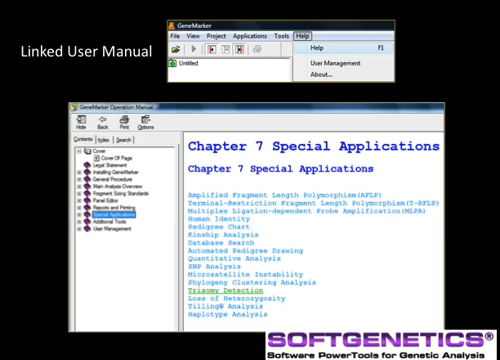 GeneMarker
File View Project Applications Tools Help
Help F1
Untitled
User Management
About...
Linked User Manual
GeneMarker Operation Manual
Hide Back Print Options
Contents Index Search
Cover
Cover Of Page
Legal Statement
Installing GeneMarker
General Procedure
Main Analysis Overview
Fragment Sizing Standards
Panel Editor
Reports and Printing
Special Applications
Additional Tools
User Management
Chapter 7 Special Applications
Chapter 7 Special Applications
Amplified Fragment Length Polymorphism(AFLP)
Terminal-Restriction Fragment Length Polymorphism(T-RFLP)
Multiplex Ligation-dependent Probe Amplification(MLPA)
Human Identity
Pedigree Chart
Kinship Analysis
Database Search
Automated Pedigree Drawing
Quantitative Analysis
SNP Analysis
Microsatellite Instability
Phylogeny Clustering Analysis
Trisomy Detection
Loss of Heterozygosity
Tilling® Analysis
Haplotype Analysis
SOFTGENETICS®
Software PowerTools for Genetic Analysis